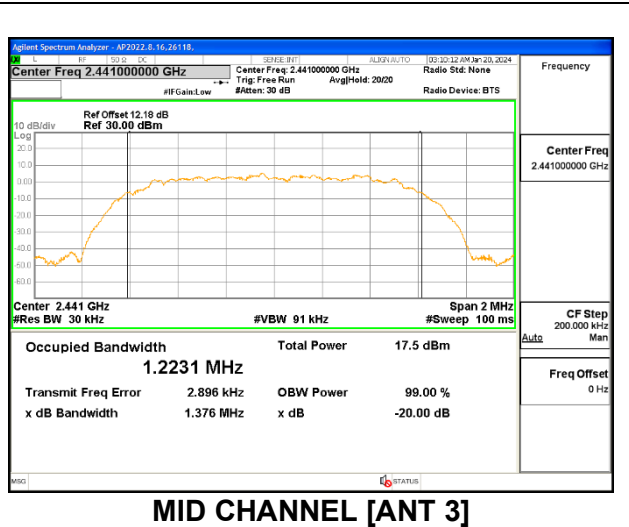 Agilent Spectrum Analyzer - AP2022.8.16,26118,
L RF 50 Ω DC SENSE:INT ALIGN AUTO 03:10:12 AM Jan 20, 2024
Center Freq 2.441000000 GHz Center Freq: 2.441000000 GHz Radio Std: None Frequency
Trig: Free Run Avg|Hold: 20/20
#IFGain:Low #Atten: 30 dB Radio Device: BTS
Ref Offset 12.18 dB
10 dB/div Ref 30.00 dBm
Log
20.0
10.0
0.00
-10.0
-20.0
-30.0
-40.0
-50.0
-60.0
Center Freq
2.441000000 GHz
Center 2.441 GHz Span 2 MHz
#Res BW 30 kHz #VBW 91 kHz #Sweep 100 ms
CF Step
200.000 kHz
Auto Man
Occupied Bandwidth Total Power 17.5 dBm
1.2231 MHz
Freq Offset
0 Hz
Transmit Freq Error 2.896 kHz OBW Power 99.00 %
x dB Bandwidth 1.376 MHz x dB -20.00 dB
MSG STATUS
MID CHANNEL [ANT 3]